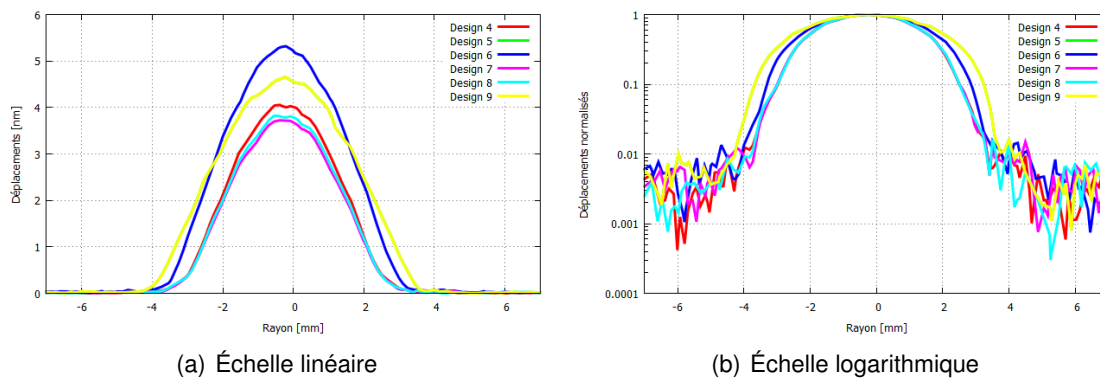 6
5
4
3
2
1
0
Déplacements [nm]
-6 -4 -2 0 2 4 6
Rayon [mm]
Design 4
Design 5
Design 6
Design 7
Design 8
Design 9
(a) Échelle linéaire
1
0.1
0.01
0.001
0.0001
Déplacements normalisés
-6 -4 -2 0 2 4 6
Rayon [mm]
Design 4
Design 5
Design 6
Design 7
Design 8
Design 9
(b) Échelle logarithmique